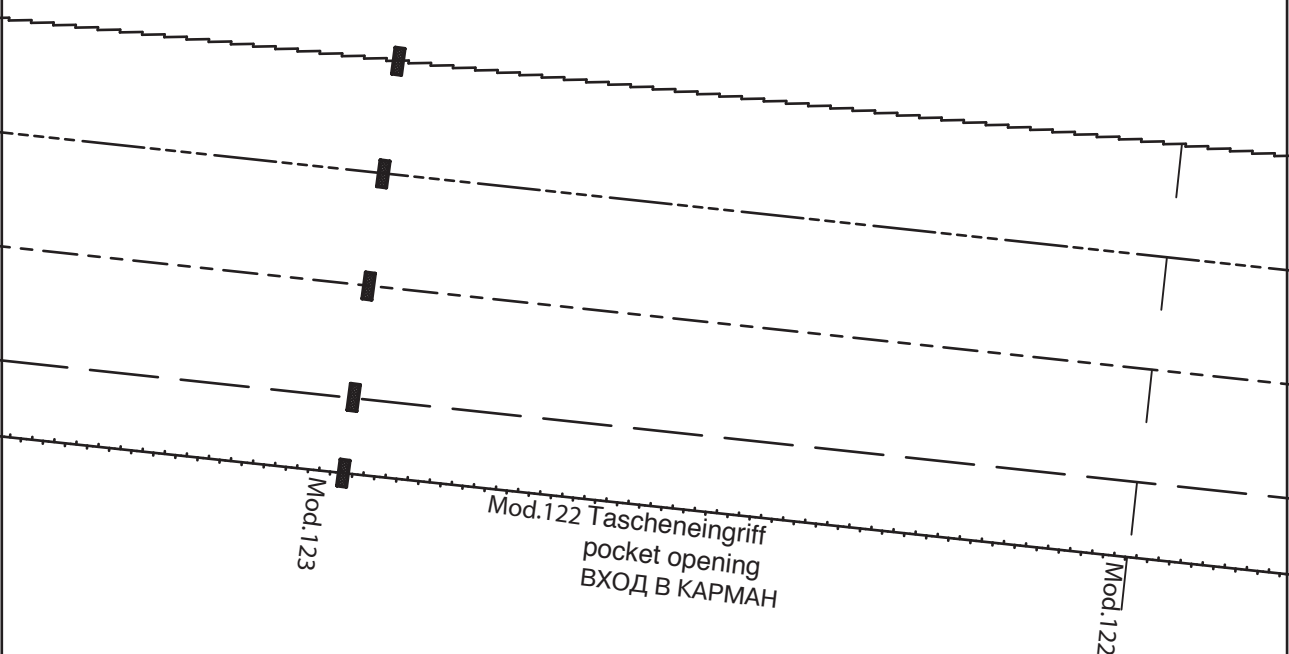 Mod.123
Mod.122 Tascheneingriff
pocket opening
ВХОД В КАРМАН
Mod.122